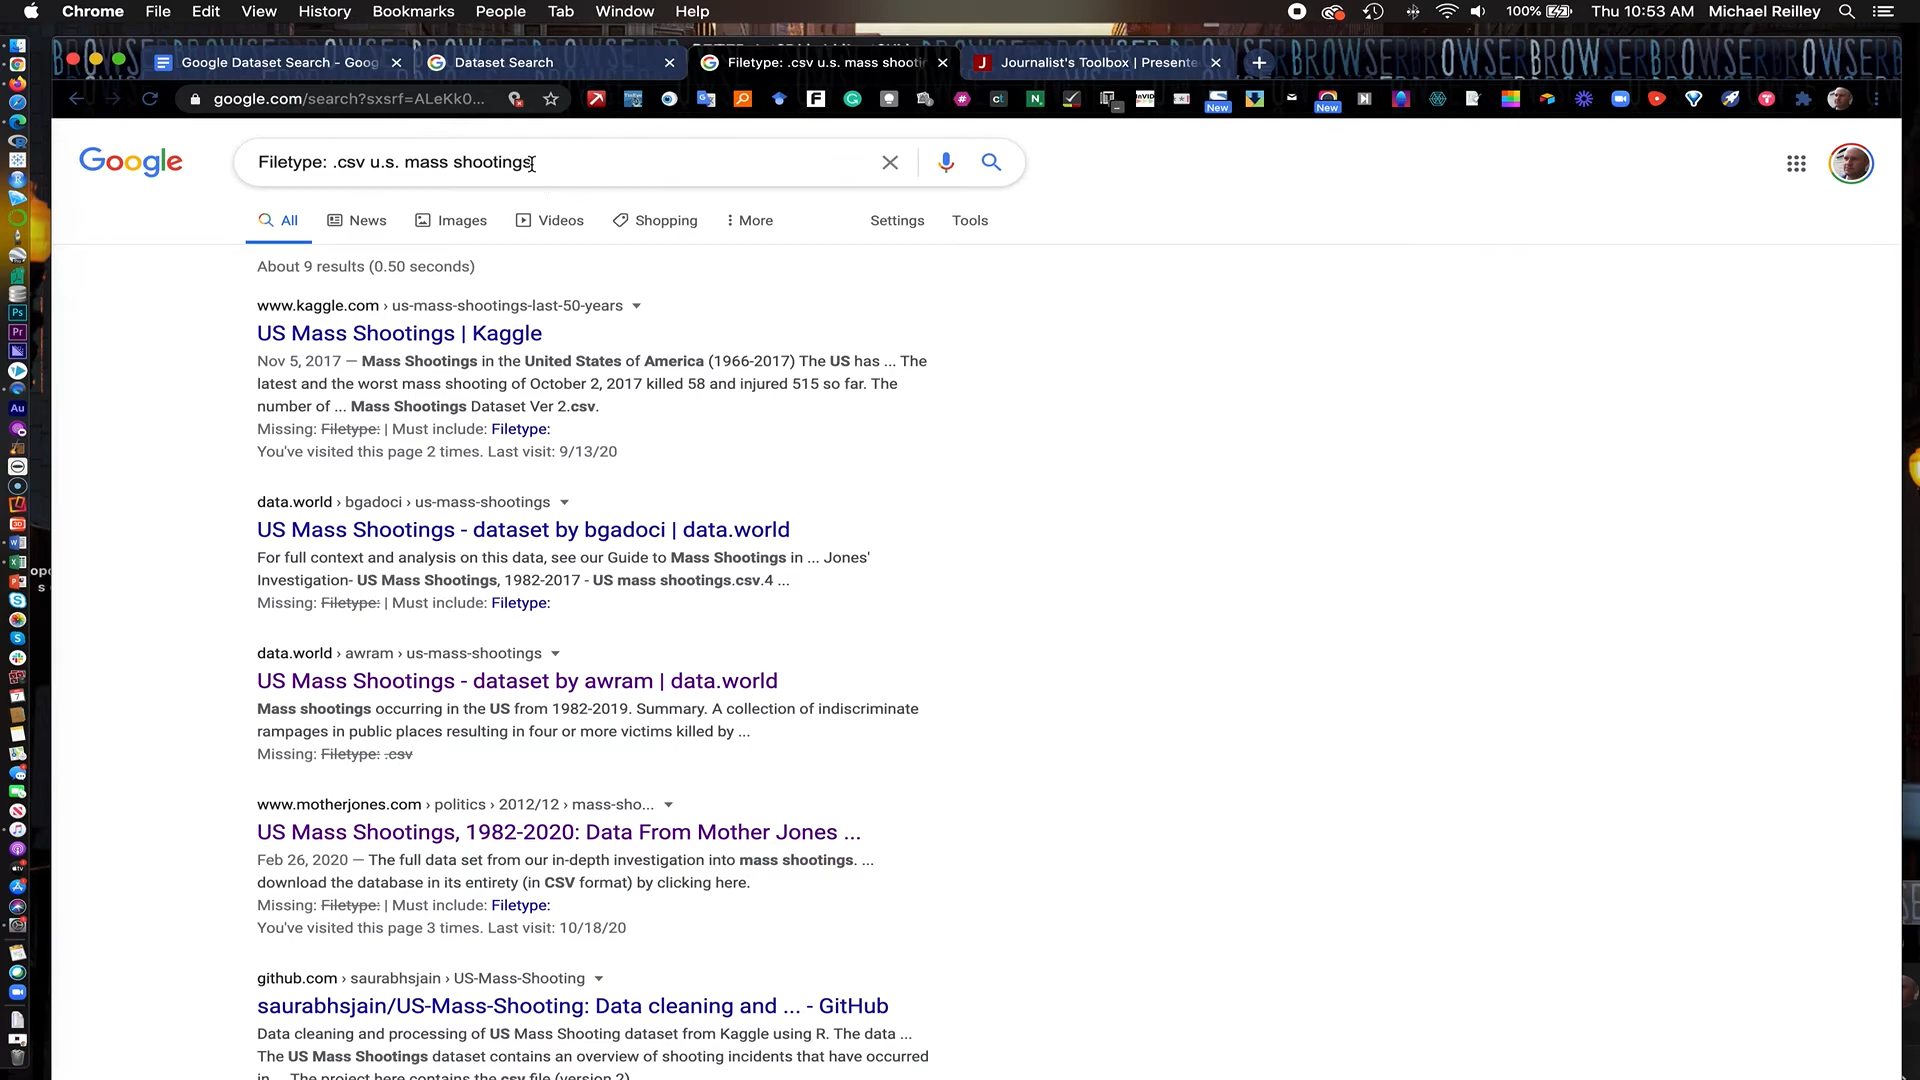 Chrome File Edit View History Bookmarks People Tab Window Help 100% Thu 10:53 AM Michael Reilley
Google Dataset Search - Goog Dataset Search Filetype: .csv u.s. mass shootin Journalist's Toolbox | Presente
google.com/search?sxsrf=ALeKk0...
New New
Google Filetype: .csv u.s. mass shootings
All News Images Videos Shopping More Settings Tools
About 9 results (0.50 seconds)
www.kaggle.com › us-mass-shootings-last-50-years
US Mass Shootings | Kaggle
Nov 5, 2017 — Mass Shootings in the United States of America (1966-2017) The US has ... The
latest and the worst mass shooting of October 2, 2017 killed 58 and injured 515 so far. The
number of ... Mass Shootings Dataset Ver 2.csv.
Missing: Filetype: | Must include: Filetype:
You've visited this page 2 times. Last visit: 9/13/20
data.world › bgadoci › us-mass-shootings
US Mass Shootings - dataset by bgadoci | data.world
For full context and analysis on this data, see our Guide to Mass Shootings in ... Jones'
Investigation- US Mass Shootings, 1982-2017 - US mass shootings.csv.4 ...
Missing: Filetype: | Must include: Filetype:
data.world › awram › us-mass-shootings
US Mass Shootings - dataset by awram | data.world
Mass shootings occurring in the US from 1982-2019. Summary. A collection of indiscriminate
rampages in public places resulting in four or more victims killed by ...
Missing: Filetype: .csv
www.motherjones.com › politics › 2012/12 › mass-sho...
US Mass Shootings, 1982-2020: Data From Mother Jones ...
Feb 26, 2020 — The full data set from our in-depth investigation into mass shootings. ...
download the database in its entirety (in CSV format) by clicking here.
Missing: Filetype: | Must include: Filetype:
You've visited this page 3 times. Last visit: 10/18/20
github.com › saurabhsjain › US-Mass-Shooting
saurabhsjain/US-Mass-Shooting: Data cleaning and ... - GitHub
Data cleaning and processing of US Mass Shooting dataset from Kaggle using R. The data ...
The US Mass Shootings dataset contains an overview of shooting incidents that have occurred
in ... The project here contains the csv file (version 2)